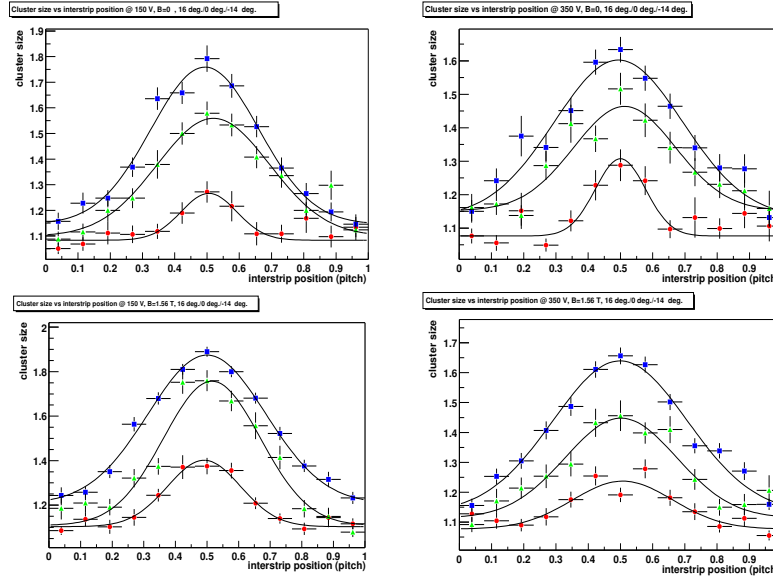 Cluster size vs interstrip position @ 150 V, B=0 , 16 deg./0 deg./-14 deg.
cluster size
1.9
1.8
1.7
1.6
1.5
1.4
1.3
1.2
1.1
0 0.1 0.2 0.3 0.4 0.5 0.6 0.7 0.8 0.9 1
interstrip position (pitch)
Cluster size vs interstrip position @ 350 V, B=0, 16 deg./0 deg./-14 deg.
cluster size
1.6
1.5
1.4
1.3
1.2
1.1
0 0.1 0.2 0.3 0.4 0.5 0.6 0.7 0.8 0.9
interstrip position (pitch
Cluster size vs interstrip position @ 150 V, B=1.56 T, 16 deg./0 deg./-14 deg.
cluster size
2
1.8
1.6
1.4
1.2
0 0.1 0.2 0.3 0.4 0.5 0.6 0.7 0.8 0.9 1
interstrip position (pitch)
Cluster size vs interstrip position @ 350 V, B=1.56 T, 16 deg./0 deg./-14 deg.
cluster size
1.7
1.6
1.5
1.4
1.3
1.2
1.1
0 0.1 0.2 0.3 0.4 0.5 0.6 0.7 0.8 0.9
interstrip position (pitc